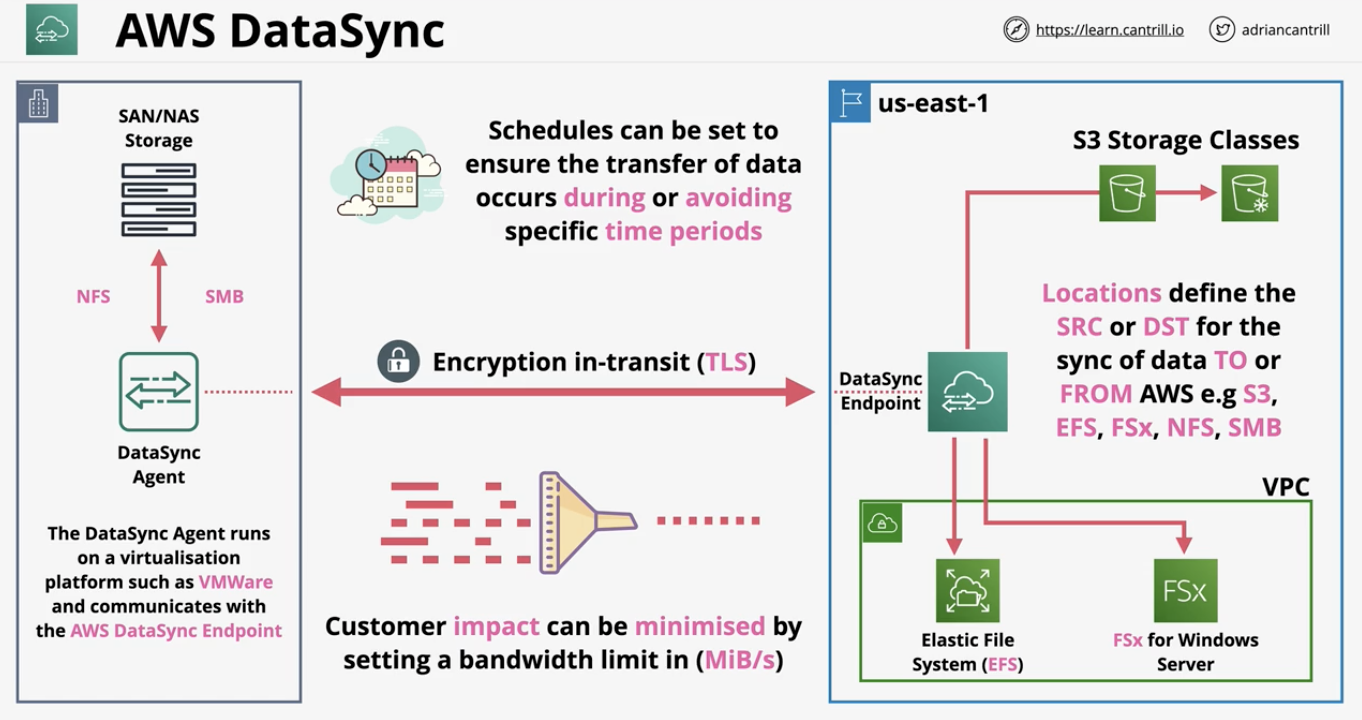 AWS DataSync
https://learn.cantrill.io
adriancantrill
SAN/NAS
Storage
NFS
SMB
DataSync
Agent
The DataSync Agent runs
on a virtualisation
platform such as VMWare
and communicates with
the AWS DataSync Endpoint
Schedules can be set to
ensure the transfer of data
occurs during or avoiding
specific time periods
Encryption in-transit (TLS)
Customer impact can be minimised by
setting a bandwidth limit in (MiB/s)
us-east-1
S3 Storage Classes
Locations define the
SRC or DST for the
sync of data TO or
FROM AWS e.g S3,
EFS, FSx, NFS, SMB
DataSync
Endpoint
VPC
Elastic File
System (EFS)
FSx
FSx for Windows
Server